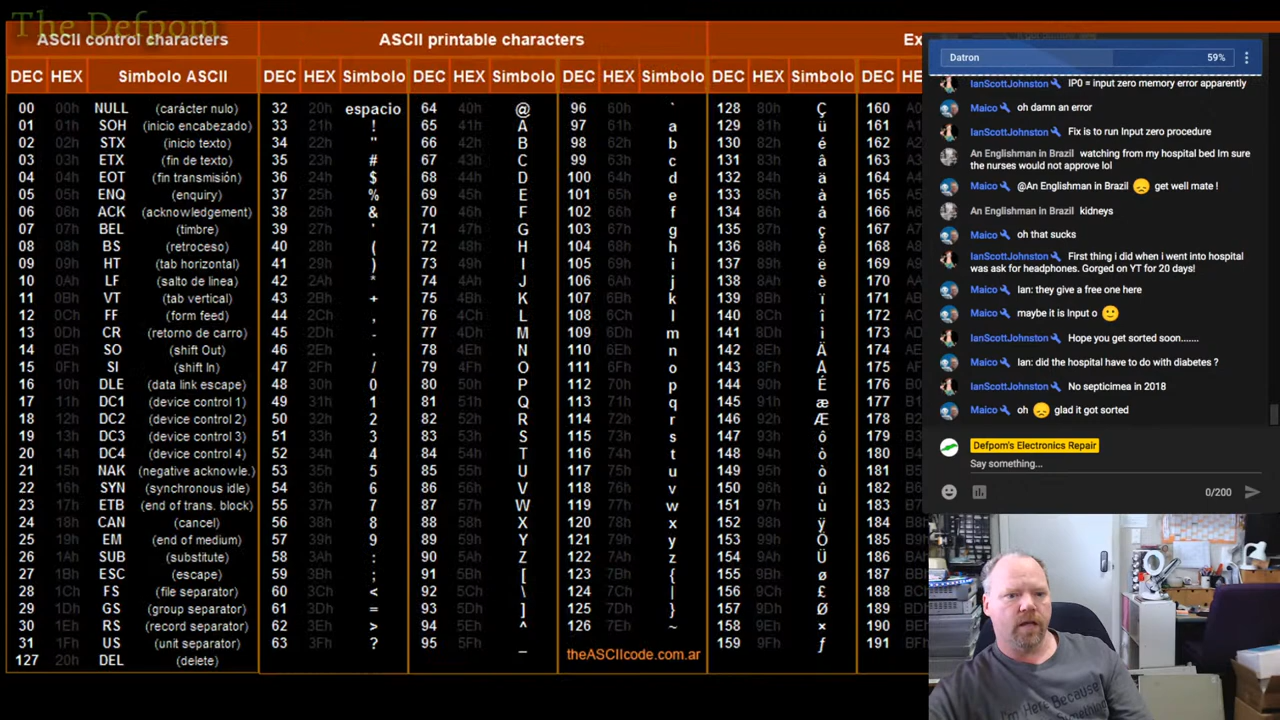 The Defpom
ASCII control characters ASCII printable characters Ex
DEC HEX Simbolo ASCII DEC HEX Simbolo DEC HEX Simbolo DEC HEX Simbolo DEC HEX Simbolo DEC HEX
00 00h NULL (carácter nulo) 32 20h espacio 64 40h @ 96 60h ` 128 80h Ç 160 A0
01 01h SOH (inicio encabezado) 33 21h ! 65 41h A 97 61h a 129 81h ü 161 A1
02 02h STX (inicio texto) 34 22h " 66 42h B 98 62h b 130 82h é 162
03 03h ETX (fin de texto) 35 23h # 67 43h C 99 63h c 131 83h â 163
04 04h EOT (fin transmisión) 36 24h $ 68 44h D 100 64h d 132 84h ä 164
05 05h ENQ (enquiry) 37 25h % 69 45h E 101 65h e 133 85h à 165
06 06h ACK (acknowledgement) 38 26h & 70 46h F 102 66h f 134 86h å 166
07 07h BEL (timbre) 39 27h ' 71 47h G 103 67h g 135 87h ç 167
08 08h BS (retroceso) 40 28h ( 72 48h H 104 68h h 136 88h ê 168
09 09h HT (tab horizontal) 41 29h ) 73 49h I 105 69h i 137 89h ë 169
10 0Ah LF (salto de linea) 42 2Ah * 74 4Ah J 106 6Ah j 138 8Ah è 170
11 0Bh VT (tab vertical) 43 2Bh + 75 4Bh K 107 6Bh k 139 8Bh ï 171
12 0Ch FF (form feed) 44 2Ch , 76 4Ch L 108 6Ch l 140 8Ch î 172
13 0Dh CR (retorno de carro) 45 2Dh - 77 4Dh M 109 6Dh m 141 8Dh ì 173
14 0Eh SO (shift Out) 46 2Eh . 78 4Eh N 110 6Eh n 142 8Eh Ä 174
15 0Fh SI (shift In) 47 2Fh / 79 4Fh O 111 6Fh o 143 8Fh Å 175
16 10h DLE (data link escape) 48 30h 0 80 50h P 112 70h p 144 90h É 176
17 11h DC1 (device control 1) 49 31h 1 81 51h Q 113 71h q 145 91h æ 177
18 12h DC2 (device control 2) 50 32h 2 82 52h R 114 72h r 146 92h Æ 178
19 13h DC3 (device control 3) 51 33h 3 83 53h S 115 73h s 147 93h ô 179
20 14h DC4 (device control 4) 52 34h 4 84 54h T 116 74h t 148 94h ö 180
21 15h NAK (negative acknowle.) 53 35h 5 85 55h U 117 75h u 149 95h ò 181
22 16h SYN (synchronous idle) 54 36h 6 86 56h V 118 76h v 150 96h û 182
23 17h ETB (end of trans. block) 55 37h 7 87 57h W 119 77h w 151 97h ù 183
24 18h CAN (cancel) 56 38h 8 88 58h X 120 78h x 152 98h ÿ 184
25 19h EM (end of medium) 57 39h 9 89 59h Y 121 79h y 153 99h Ö 185
26 1Ah SUB (substitute) 58 3Ah : 90 5Ah Z 122 7Ah z 154 9Ah Ü 186
27 1Bh ESC (escape) 59 3Bh ; 91 5Bh [ 123 7Bh { 155 9Bh ø 187
28 1Ch FS (file separator) 60 3Ch < 92 5Ch \ 124 7Ch | 156 9Ch £ 188
29 1Dh GS (group separator) 61 3Dh = 93 5Dh ] 125 7Dh } 157 9Dh Ø 189
30 1Eh RS (record separator) 62 3Eh > 94 5Eh ^ 126 7Eh ~ 158 9Eh × 190
31 1Fh US (unit separator) 63 3Fh ? 95 5Fh _ theASCIIcode.com.ar 159 9Fh ƒ 191
127 20h DEL (delete)
Datron 59%
IanScottJohnston IP0 = input zero memory error apparently
Maico oh damn an error
IanScottJohnston Fix is to run Input zero procedure
An Englishman in Brazil watching from my hospital bed Im sure
the nurses would not approve lol
Maico @An Englishman in Brazil 😞 get well mate !
An Englishman in Brazil kidneys
Maico oh that sucks
IanScottJohnston First thing i did when i went into hospital
was ask for headphones. Gorged on YT for 20 days!
Maico Ian: they give a free one here
Maico maybe it is Input o 🙂
IanScottJohnston Hope you get sorted soon.......
Maico Ian: did the hospital have to do with diabetes ?
IanScottJohnston No septicimea in 2018
Maico oh 😞 glad it got sorted
Defpom's Electronics Repair
Say something...
0/200
I'm Here Because